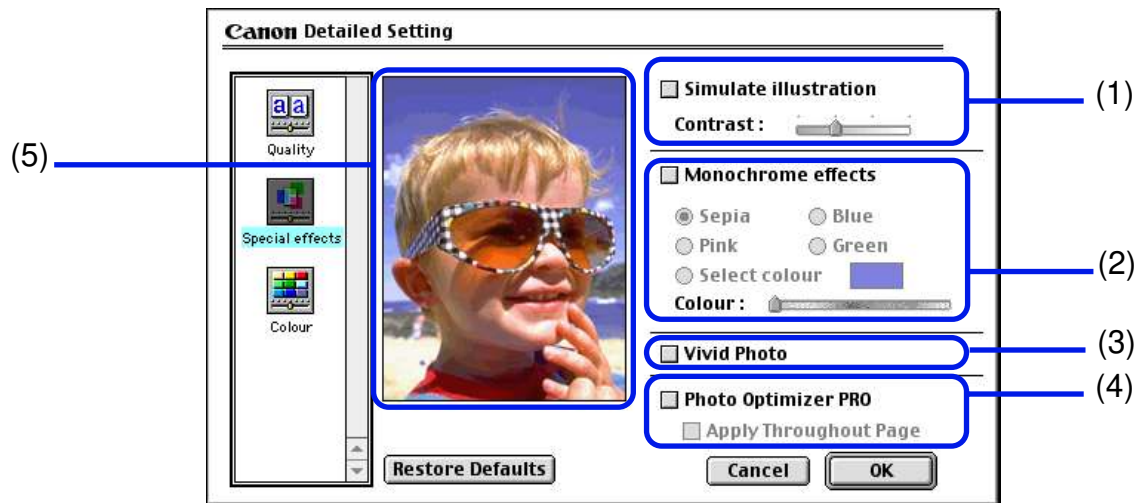 Canon Detailed Setting
aa
Quality
Special effects
Colour
Simulate illustration
Contrast :
Monochrome effects
Sepia Blue
Pink Green
Select colour
Colour :
Vivid Photo
Photo Optimizer PRO
Apply Throughout Page
Restore Defaults Cancel OK
(1)
(2)
(3)
(4)
(5)